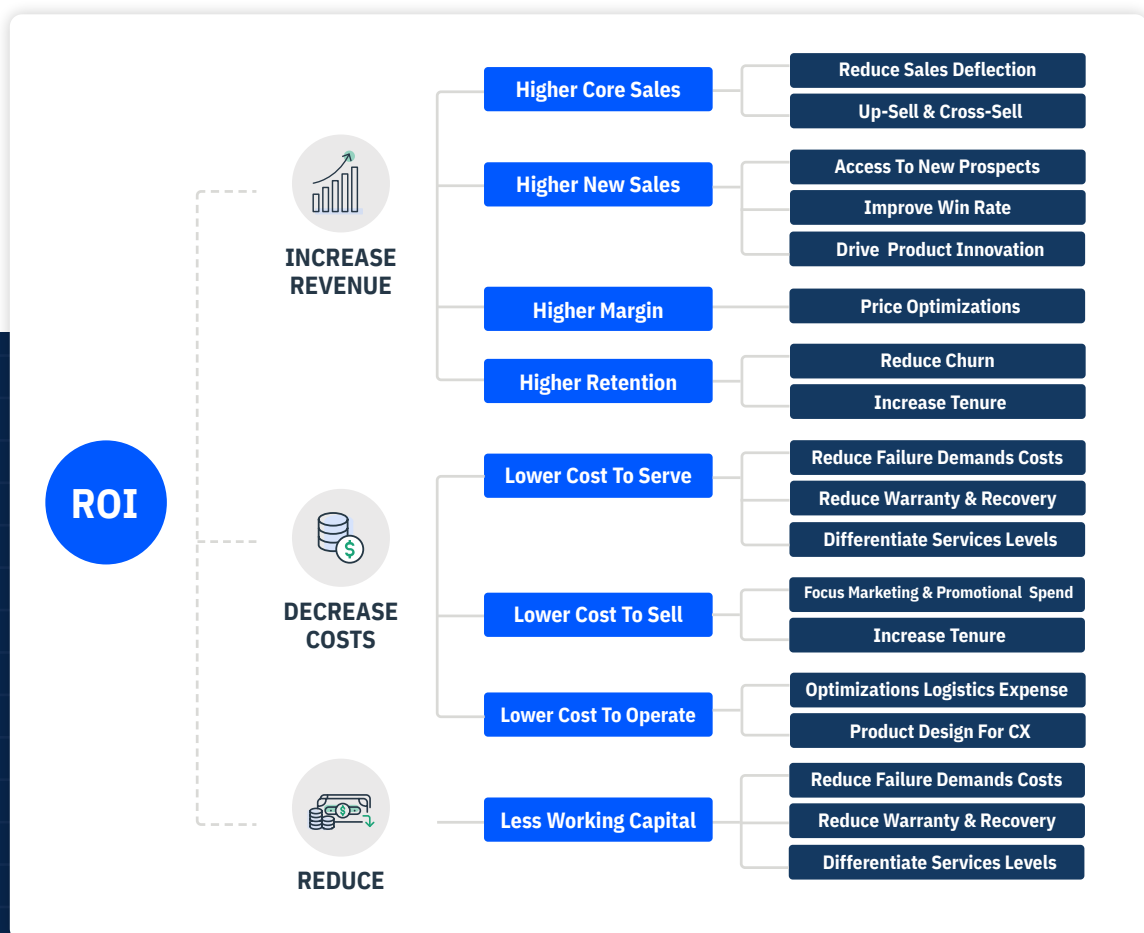 ROI
INCREASE
REVENUE
Higher Core Sales
Reduce Sales Deflection
Up-Sell & Cross-Sell
Higher New Sales
Access To New Prospects
Improve Win Rate
Drive Product Innovation
Higher Margin
Price Optimizations
Higher Retention
Reduce Churn
Increase Tenure
DECREASE
COSTS
Lower Cost To Serve
Reduce Failure Demands Costs
Reduce Warranty & Recovery
Differentiate Services Levels
Lower Cost To Sell
Focus Marketing & Promotional Spend
Increase Tenure
Lower Cost To Operate
Optimizations Logistics Expense
Product Design For CX
REDUCE
Less Working Capital
Reduce Failure Demands Costs
Reduce Warranty & Recovery
Differentiate Services Levels